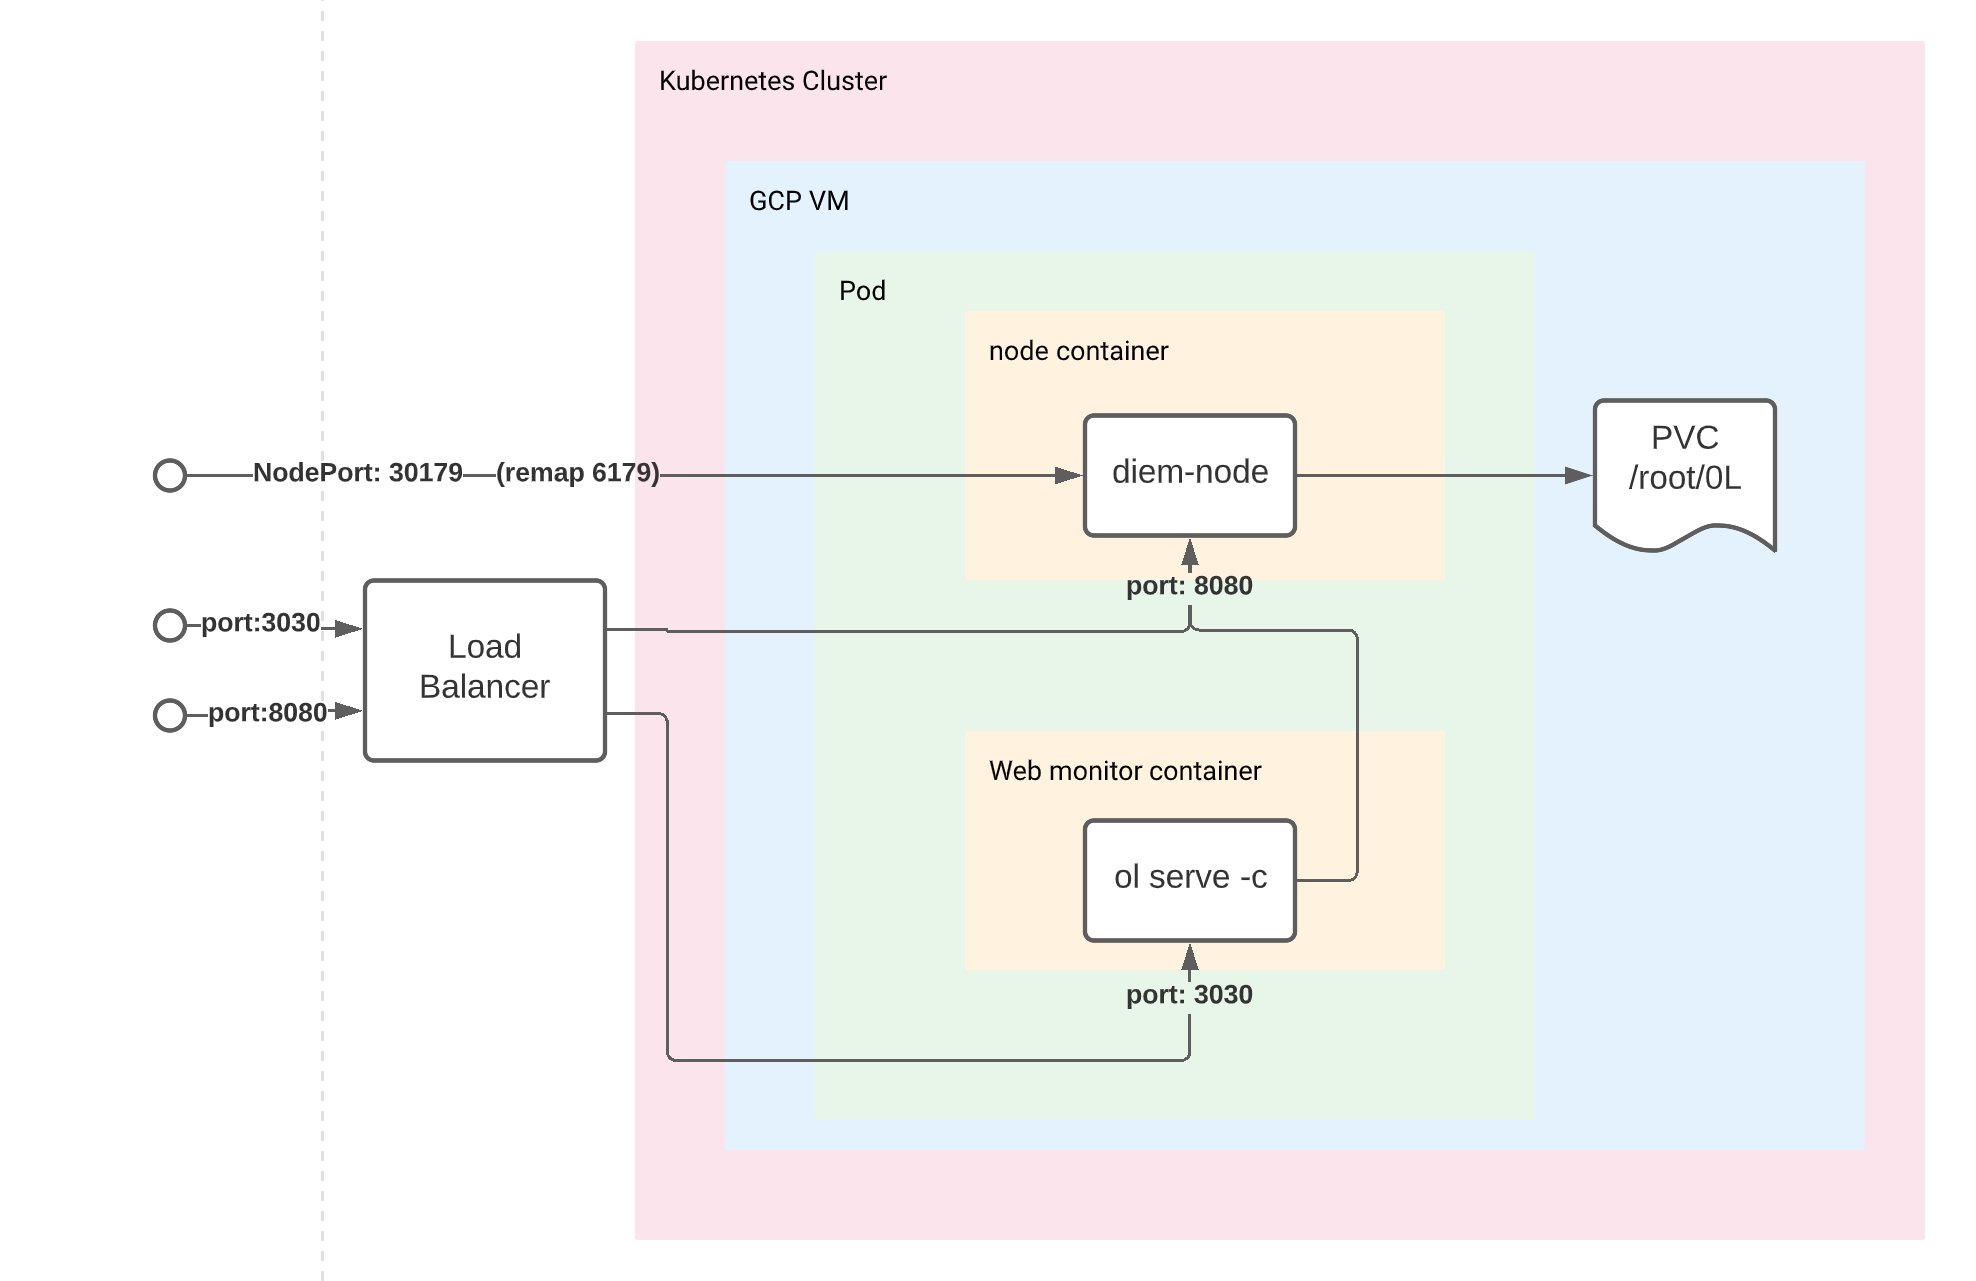 Kubernetes Cluster
GCP VM
Pod
node container
NodePort: 30179
(remap 6179)
diem-node
PVC
/root/0L
port: 8080
port:3030
Load
Balancer
port:8080
Web monitor container
ol serve -c
port: 3030